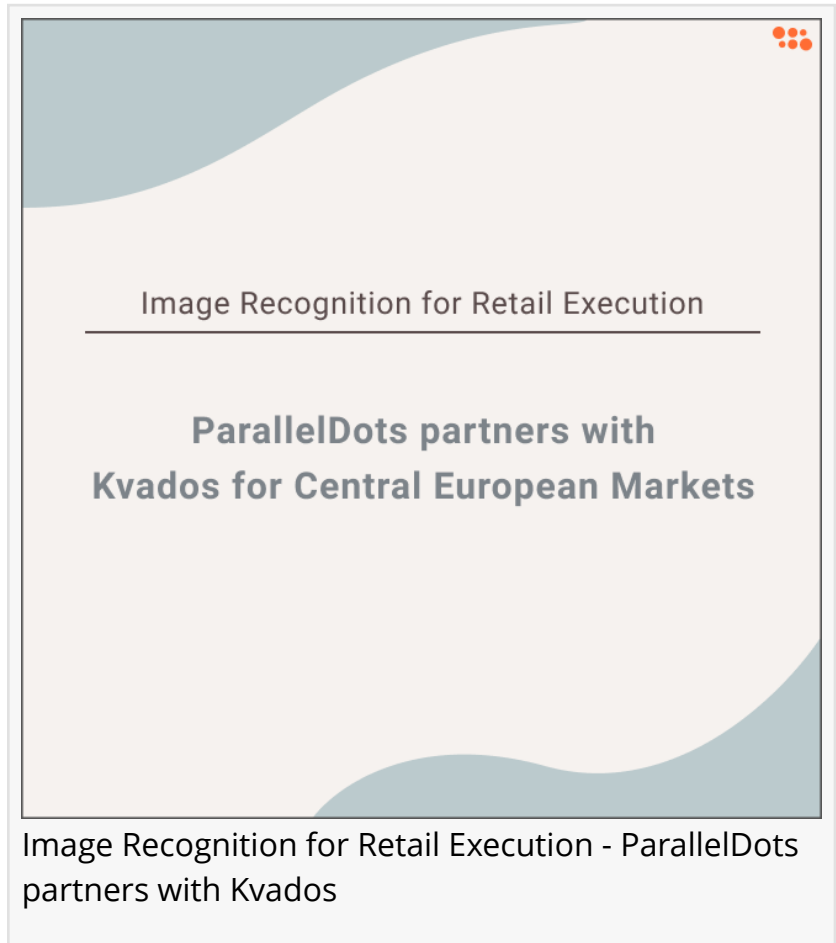 Image Recognition for Retail Execution
ParallelDots partners with
Kvados for Central European Markets
Image Recognition for Retail Execution - ParallelDots
partners with Kvados